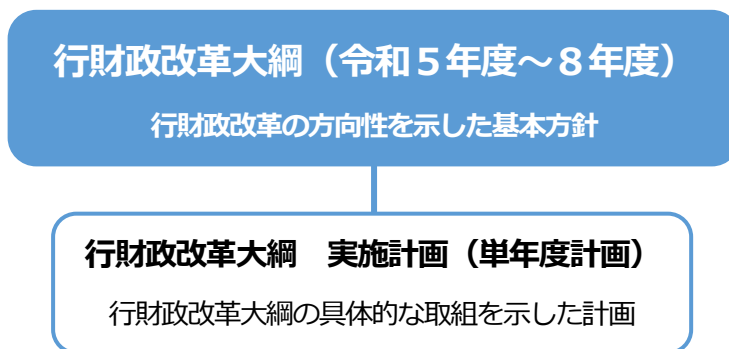 行財政改革大綱（令和５年度～８年度）
行財政改革の方向性を示した基本方針
行財政改革大綱　実施計画（単年度計画）
行財政改革大綱の具体的な取組を示した計画